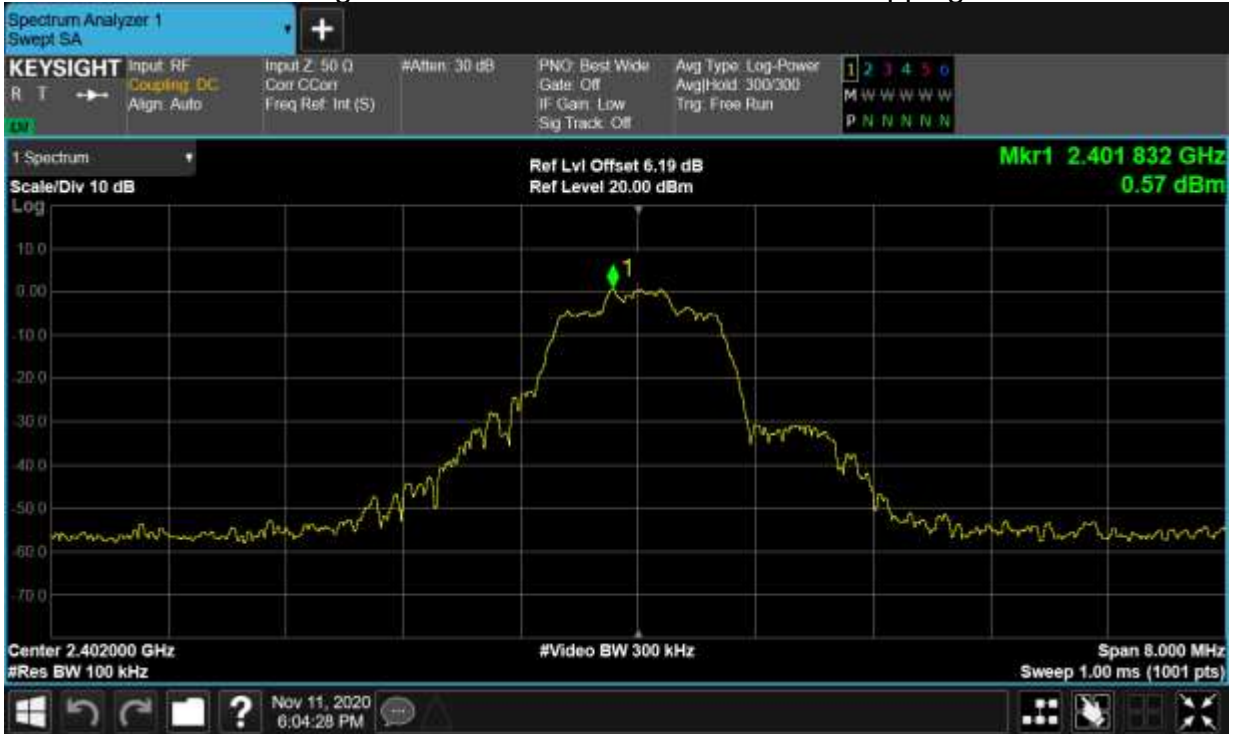 Spectrum Analyzer 1
Swept SA
+
KEYSIGHT Input: RF Input Z: 50 Ω #Atten: 30 dB PNO: Best Wide Avg Type: Log-Power 1 2 3 4 5 6
R T Coupling: DC Corr CCorr Gate: Off Avg|Hold: 300/300 M W W W W W
Align: Auto Freq Ref: Int (S) IF Gain: Low Trig: Free Run
Sig Track: Off P N N N N N
1 Spectrum
Ref Lvl Offset 6.19 dB
Mkr1 2.401 832 GHz
Scale/Div 10 dB Ref Level 20.00 dBm 0.57 dBm
Log
10.0
1
0.00
-10.0
-20.0
-30.0
-40.0
-50.0
-60.0
-70.0
Center 2.402000 GHz #Video BW 300 kHz Span 8.000 MHz
#Res BW 100 kHz Sweep 1.00 ms (1001 pts)
? Nov 11, 2020
6:04:28 PM